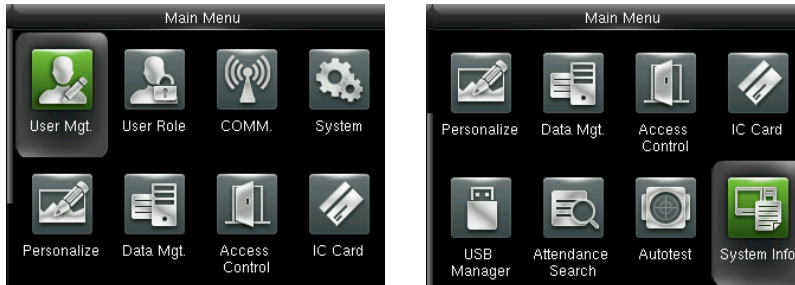 Main Menu
User Mgt.
User Role
COMM.
System
Personalize
Data Mgt.
Access
Control
IC Card
Main Menu
Personalize
Data Mgt.
Access
Control
IC Card
USB
Manager
Attendance
Search
Autotest
System Info